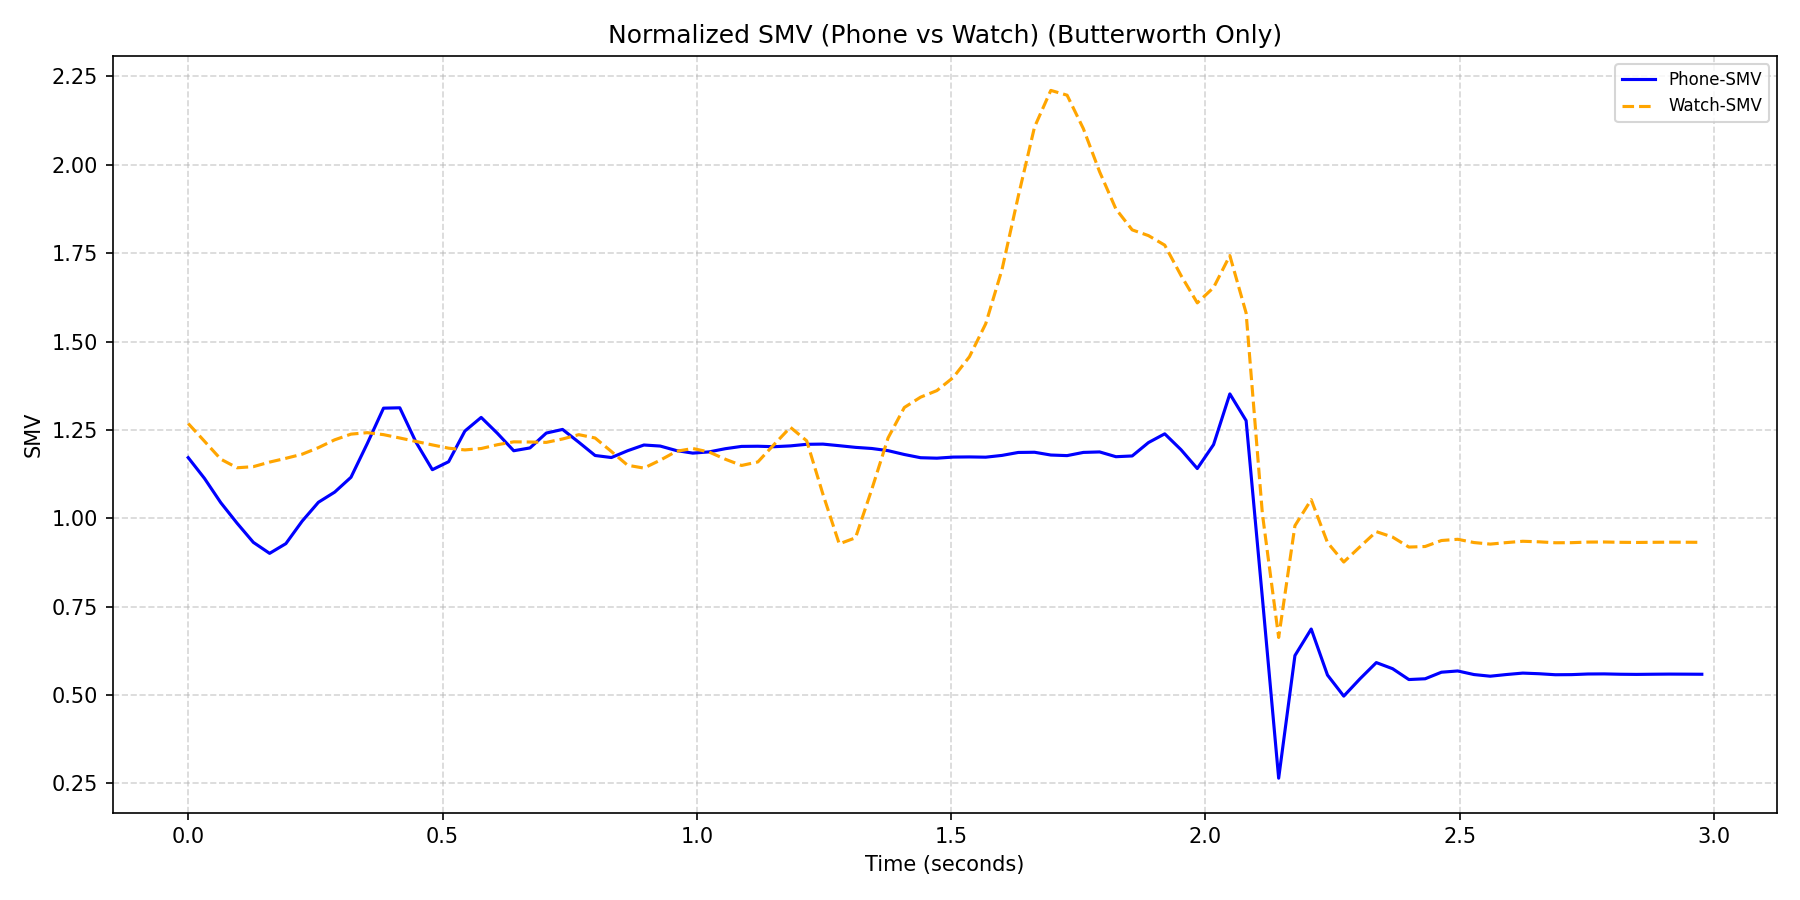 Normalized SMV (Phone vs Watch) (Butterworth Only)
Phone-SMV
Watch-SMV
2.25
2.00
1.75
1.50
1.25
1.00
0.75
0.50
0.25
SMV
0.0 0.5 1.0 1.5 2.0 2.5 3.0
Time (seconds)